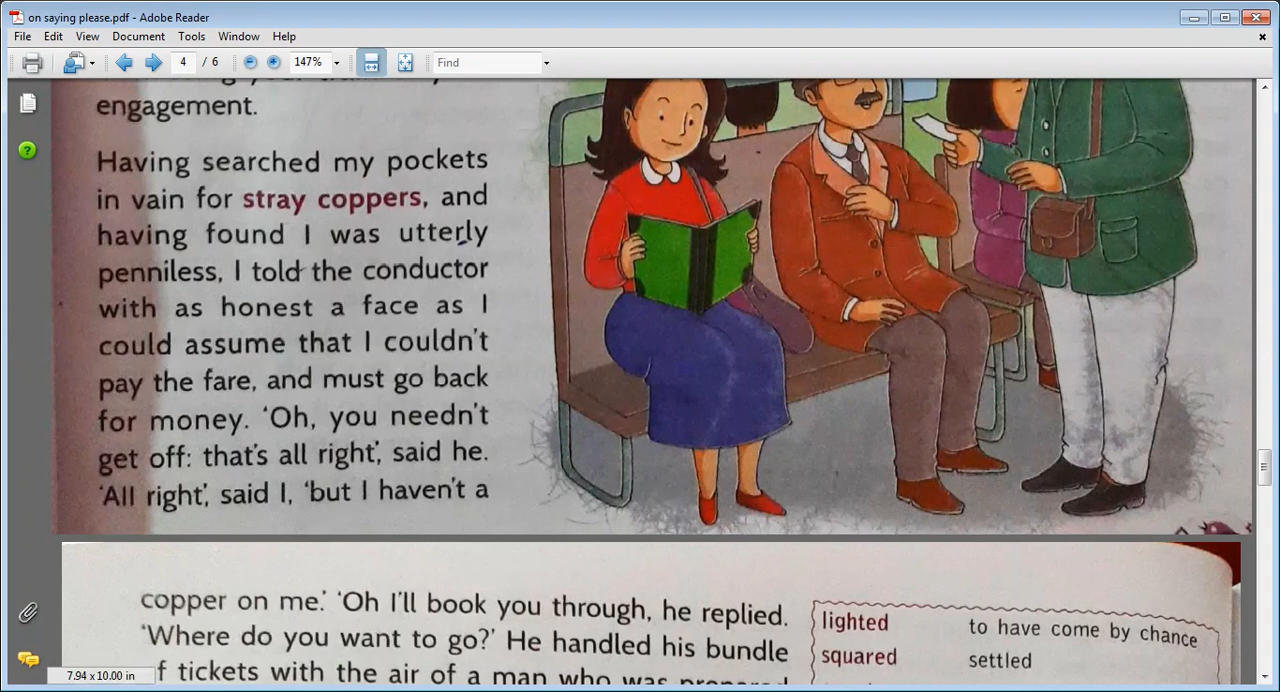 on saying please.pdf - Adobe Reader
File Edit View Document Tools Window Help
4 / 6 147% Find
engagement.
Having searched my pockets
in vain for stray coppers, and
having found I was utterly
penniless, I told the conductor
with as honest a face as I
could assume that I couldn't
pay the fare, and must go back
for money. ‘Oh, you needn't
get off: that's all right’, said he.
‘All right’, said I, ‘but I haven't a
copper on me.’ ‘Oh I'll book you through, he replied.
‘Where do you want to go?’ He handled his bundle
f tickets with the air of a man who was prepared
lighted to have come by chance
squared settled
7.94 x 10.00 in